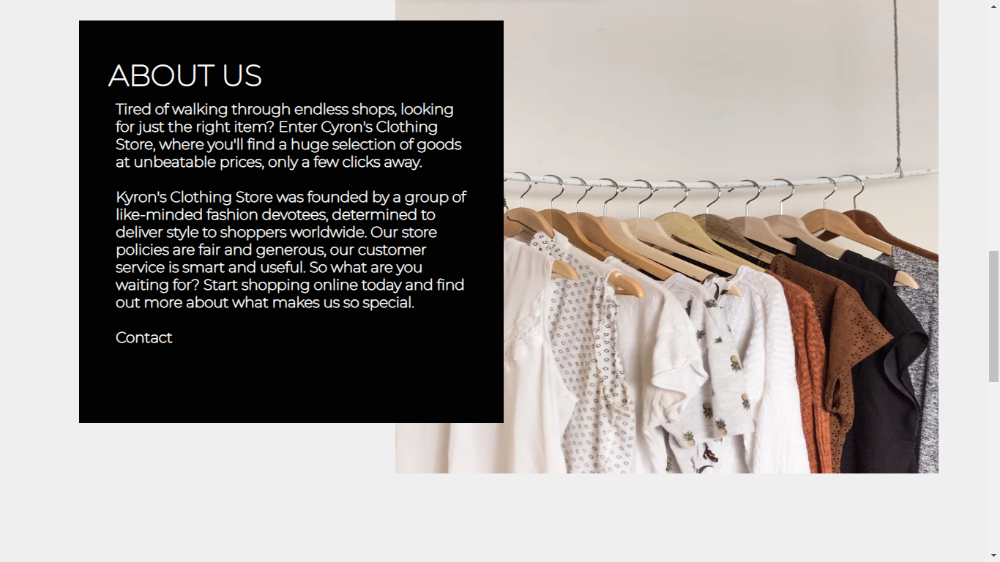 ABOUT US
Tired of walking through endless shops, looking
for just the right item? Enter Cyron's Clothing
Store, where you'll find a huge selection of goods
at unbeatable prices, only a few clicks away.
Kyron's Clothing Store was founded by a group of
like-minded fashion devotees, determined to
deliver style to shoppers worldwide. Our store
policies are fair and generous, our customer
service is smart and useful. So what are you
waiting for? Start shopping online today and find
out more about what makes us so special.
Contact